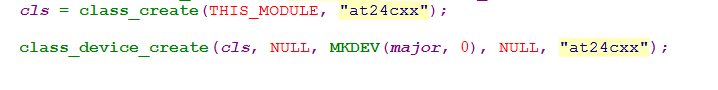 cls = class_create(THIS_MODULE, "at24cxx");
class_device_create(cls, NULL, MKDEV(major, 0), NULL, "at24cxx");